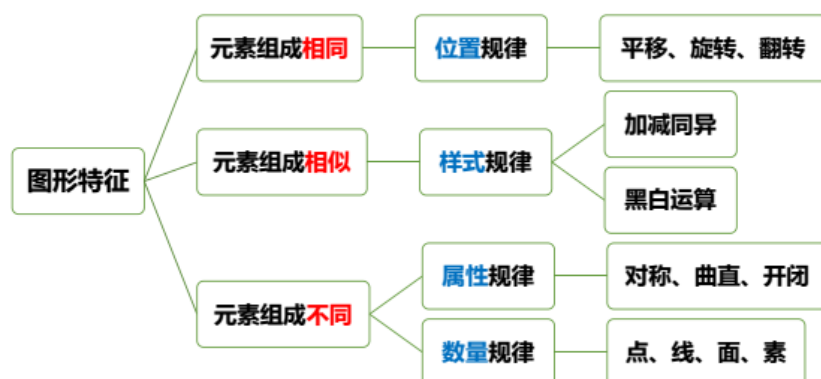 元素组成相同
位置规律
平移、旋转、翻转
图形特征
元素组成相似
样式规律
加减同异
黑白运算
元素组成不同
属性规律
对称、曲直、开闭
数量规律
点、线、面、素